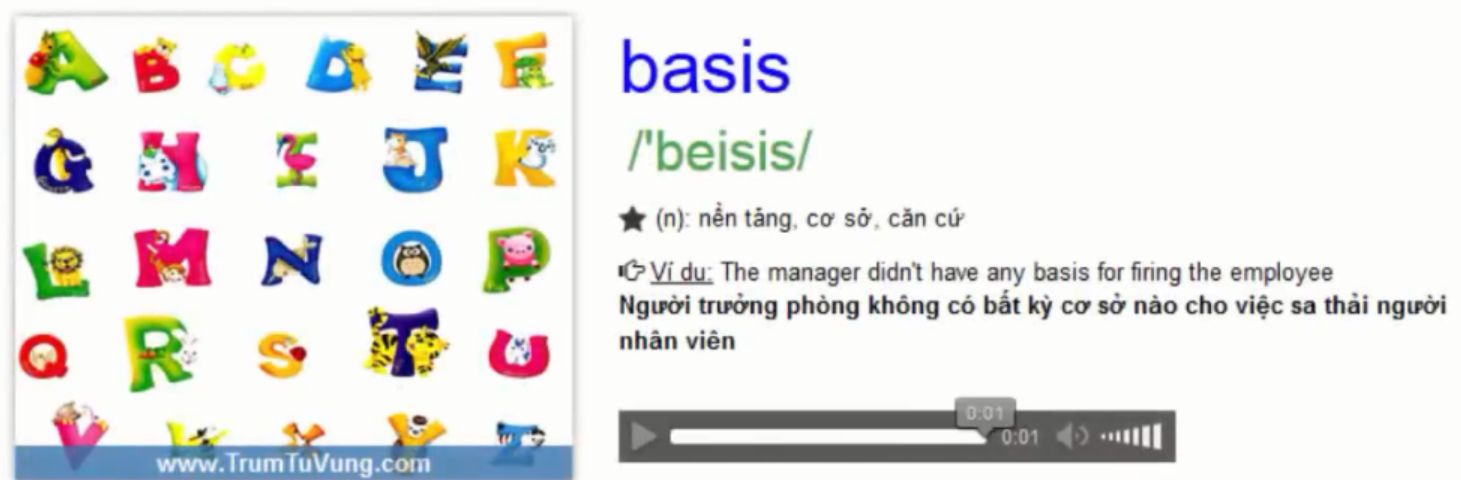 A B C D E F
G H I J K
L M N O P
Q R S T U
V W X Y Z
www.TrumTuVung.com
basis
/'beisis/
(n): nền tảng, cơ sở, căn cứ
Ví dụ: The manager didn't have any basis for firing the employee
Người trưởng phòng không có bất kỳ cơ sở nào cho việc sa thải người
nhân viên
0:01
0:01